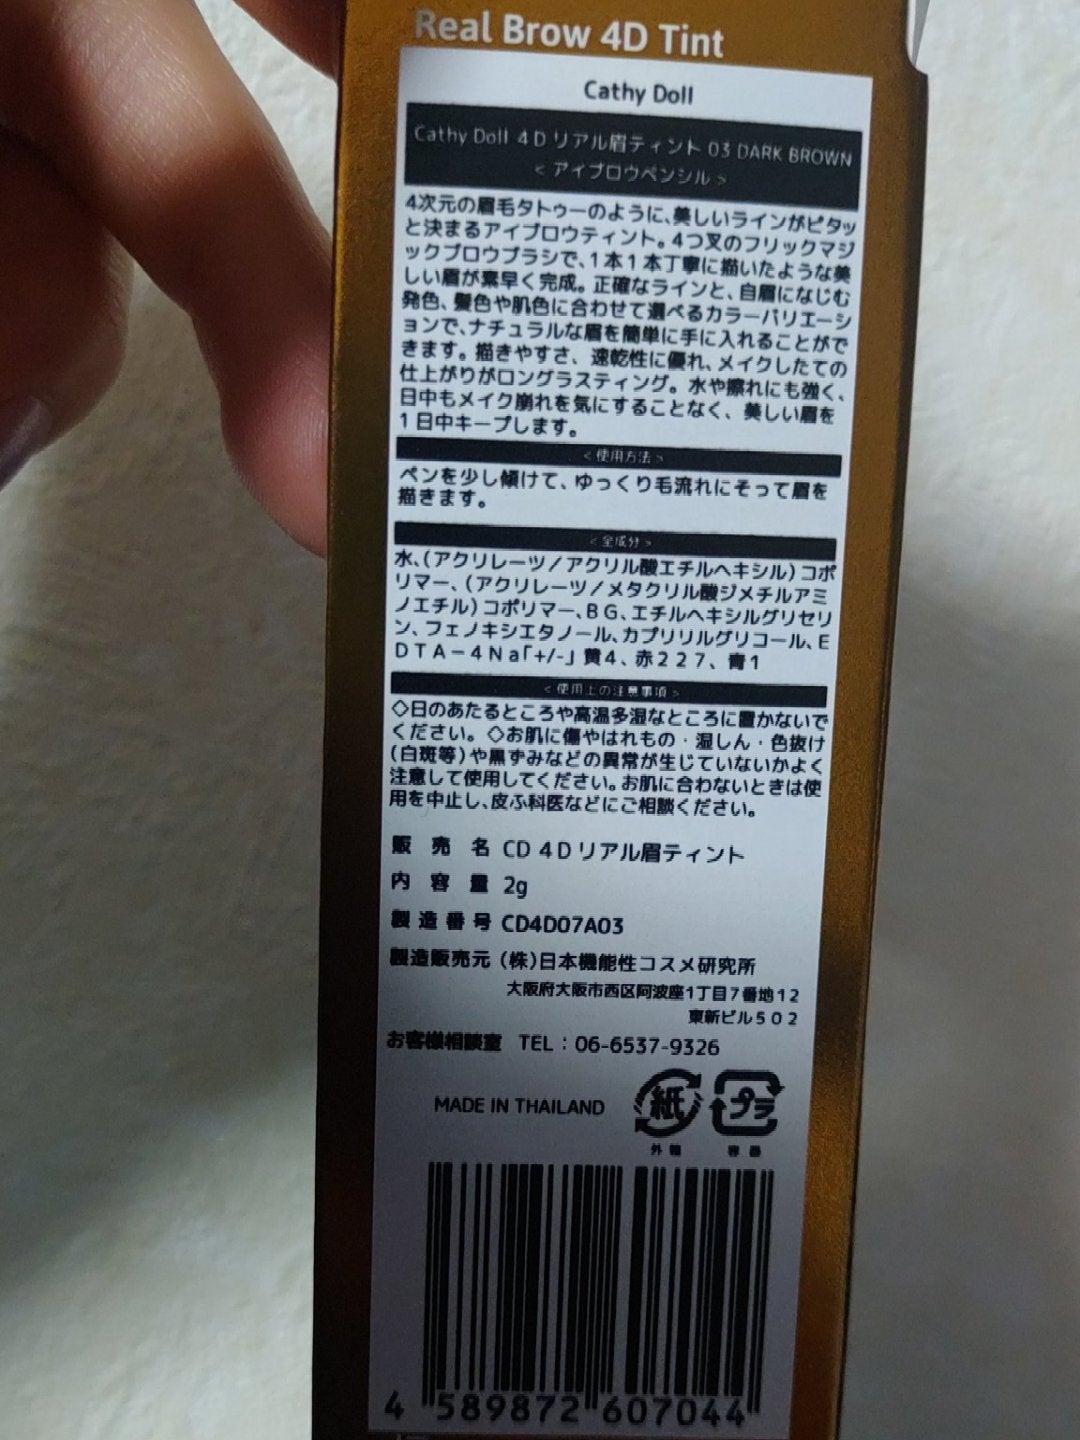 Real Brow 4D Tint
Cathy Doll
Cathy Doll 4Dリアル眉ティント 03 DARK BROWN
<アイブロウペンシル>
4次元の眉毛タトゥーのように、美しいラインがピタッ
と決まるアイブロウティント。4つ叉のフリックマジ
ックブロウブラシで、1本1本丁寧に描いたような美
しい眉が素早く完成。正確なラインと、自眉になじむ
発色、髪色や肌色に合わせて選べるカラーバリエーシ
ョンで、ナチュラルな眉を簡単に手に入れることがで
きます。描きやすさ、速乾性に優れ、メイクしたての
仕上がりがロングラスティング。水や擦れにも強く、
日中もメイク崩れを気にすることなく、美しい眉を
1日中キープします。
<使用方法>
ペンを少し傾けて、ゆっくり毛流れにそって眉を
描きます。
<全成分>
水、(アクリレーツ/アクリル酸エチルヘキシル)コポ
リマー、(アクリレーツ/メタクリル酸ジメチルアミ
ノエチル)コポリマー、BG、エチルヘキシルグリセリ
ン、フェノキシエタノール、カプリリルグリコール、E
DTA-4Na「+/-」黄4、赤227、青1
<使用上の注意事項>
◇日のあたるところや高温多湿なところに置かないで
ください。◇お肌に傷やはれもの・湿しん・色抜け
(白斑等)や黒ずみなどの異常が生じていないかよく
注意して使用してください。お肌に合わないときは使
用を中止し、皮ふ科医などにご相談ください。
販売名 CD 4Dリアル眉ティント
内容量 2g
製造番号 CD4D07A03
製造販売元 (株)日本機能性コスメ研究所
大阪府大阪市西区阿波座1丁目7番地12
東新ビル502
お客様相談室 TEL:06-6537-9326
MADE IN THAILAND 紙 プラ
外箱 容器
4 589872 607044